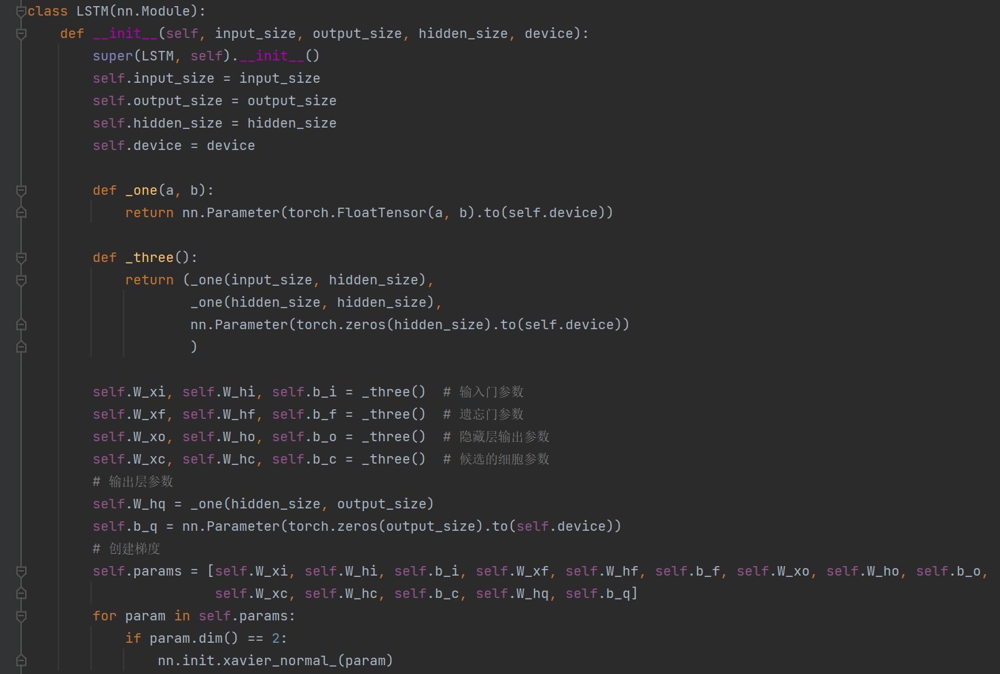 class LSTM(nn.Module):
    def __init__(self, input_size, output_size, hidden_size, device):
        super(LSTM, self).__init__()
        self.input_size = input_size
        self.output_size = output_size
        self.hidden_size = hidden_size
        self.device = device

        def _one(a, b):
            return nn.Parameter(torch.FloatTensor(a, b).to(self.device))

        def _three():
            return (_one(input_size, hidden_size),
                    _one(hidden_size, hidden_size),
                    nn.Parameter(torch.zeros(hidden_size).to(self.device))
                    )

        self.W_xi, self.W_hi, self.b_i = _three()  # 输入门参数
        self.W_xf, self.W_hf, self.b_f = _three()  # 遗忘门参数
        self.W_xo, self.W_ho, self.b_o = _three()  # 隐藏层输出参数
        self.W_xc, self.W_hc, self.b_c = _three()  # 候选的细胞参数
        # 输出层参数
        self.W_hq = _one(hidden_size, output_size)
        self.b_q = nn.Parameter(torch.zeros(output_size).to(self.device))
        # 创建梯度
        self.params = [self.W_xi, self.W_hi, self.b_i, self.W_xf, self.W_hf, self.b_f, self.W_xo, self.W_ho, self.b_o,
                       self.W_xc, self.W_hc, self.b_c, self.W_hq, self.b_q]
        for param in self.params:
            if param.dim() == 2:
                nn.init.xavier_normal_(param)